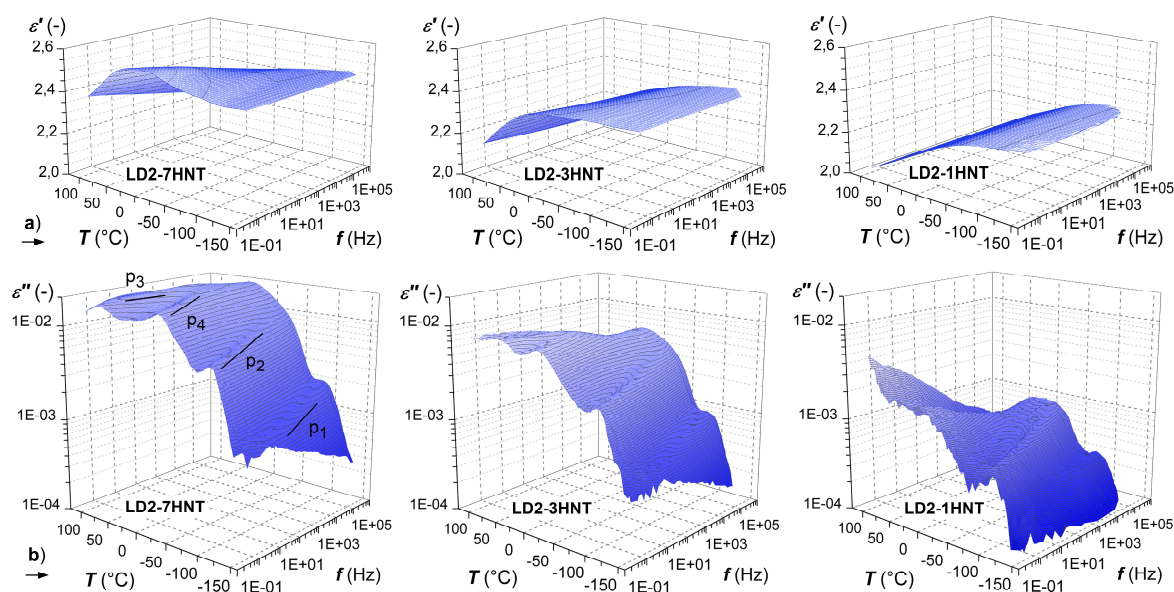 ε' (-)
2,6
2,4
2,2
2,0
LD2-7HNT
100
50
0
-50
-100
-150
1E-01
1E+01
1E+03
1E+05
T (°C)
f (Hz)
a)
ε' (-)
2,6
2,4
2,2
2,0
LD2-3HNT
100
50
0
-50
-100
-150
1E-01
1E+01
1E+03
1E+05
T (°C)
f (Hz)
ε' (-)
2,6
2,4
2,2
2,0
LD2-1HNT
100
50
0
-50
-100
-150
1E-01
1E+01
1E+03
1E+05
T (°C)
f (Hz)
ε'' (-)
1E-02
1E-03
1E-04
p3
p4
p2
p1
LD2-7HNT
100
50
0
-50
-100
-150
1E-01
1E+01
1E+03
1E+05
T (°C)
f (Hz)
b)
ε'' (-)
1E-02
1E-03
1E-04
LD2-3HNT
100
50
0
-50
-100
-150
1E-01
1E+01
1E+03
1E+05
T (°C)
f (Hz)
ε'' (-)
1E-02
1E-03
1E-04
LD2-1HNT
100
50
0
-50
-100
-150
1E-01
1E+01
1E+03
1E+05
T (°C)
f (Hz)